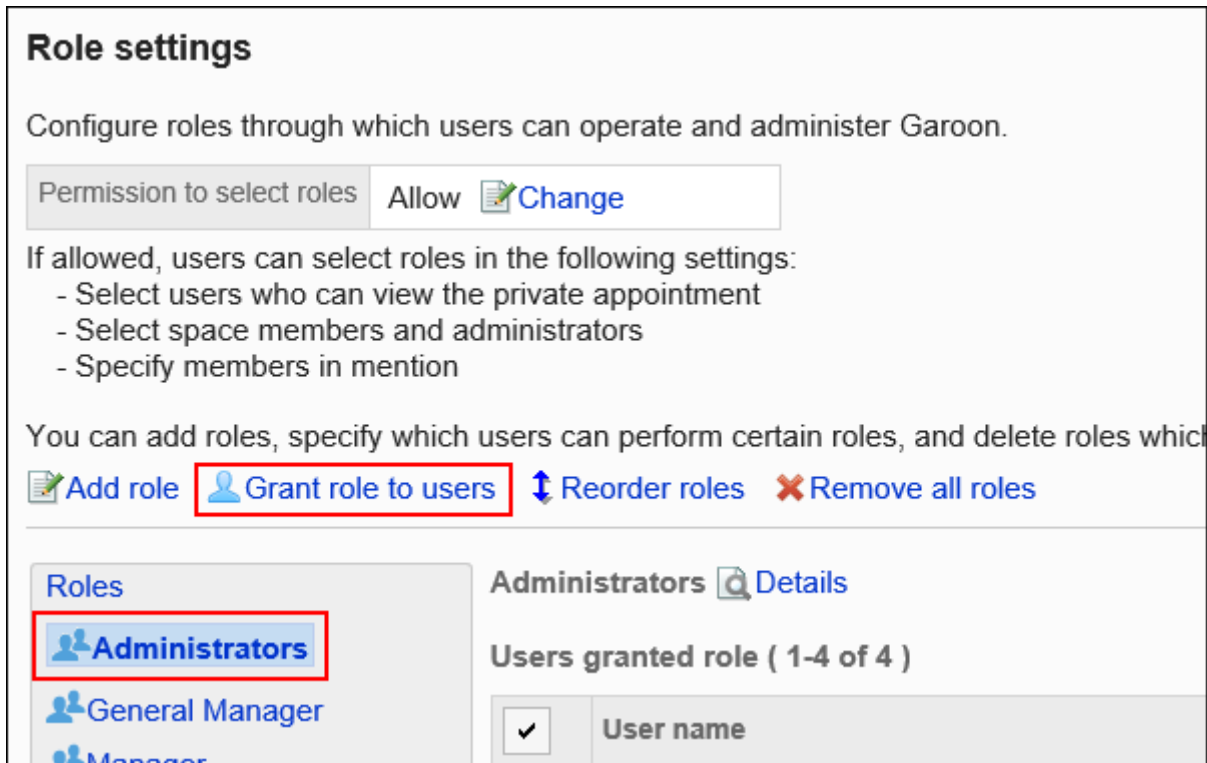 Role settings
Configure roles through which users can operate and administer Garoon.
Permission to select roles Allow Change
If allowed, users can select roles in the following settings:
- Select users who can view the private appointment
- Select space members and administrators
- Specify members in mention
You can add roles, specify which users can perform certain roles, and delete roles which
Add role Grant role to users Reorder roles Remove all roles
Roles
Administrators
General Manager
Manager
Administrators Details
Users granted role ( 1-4 of 4 )
User name